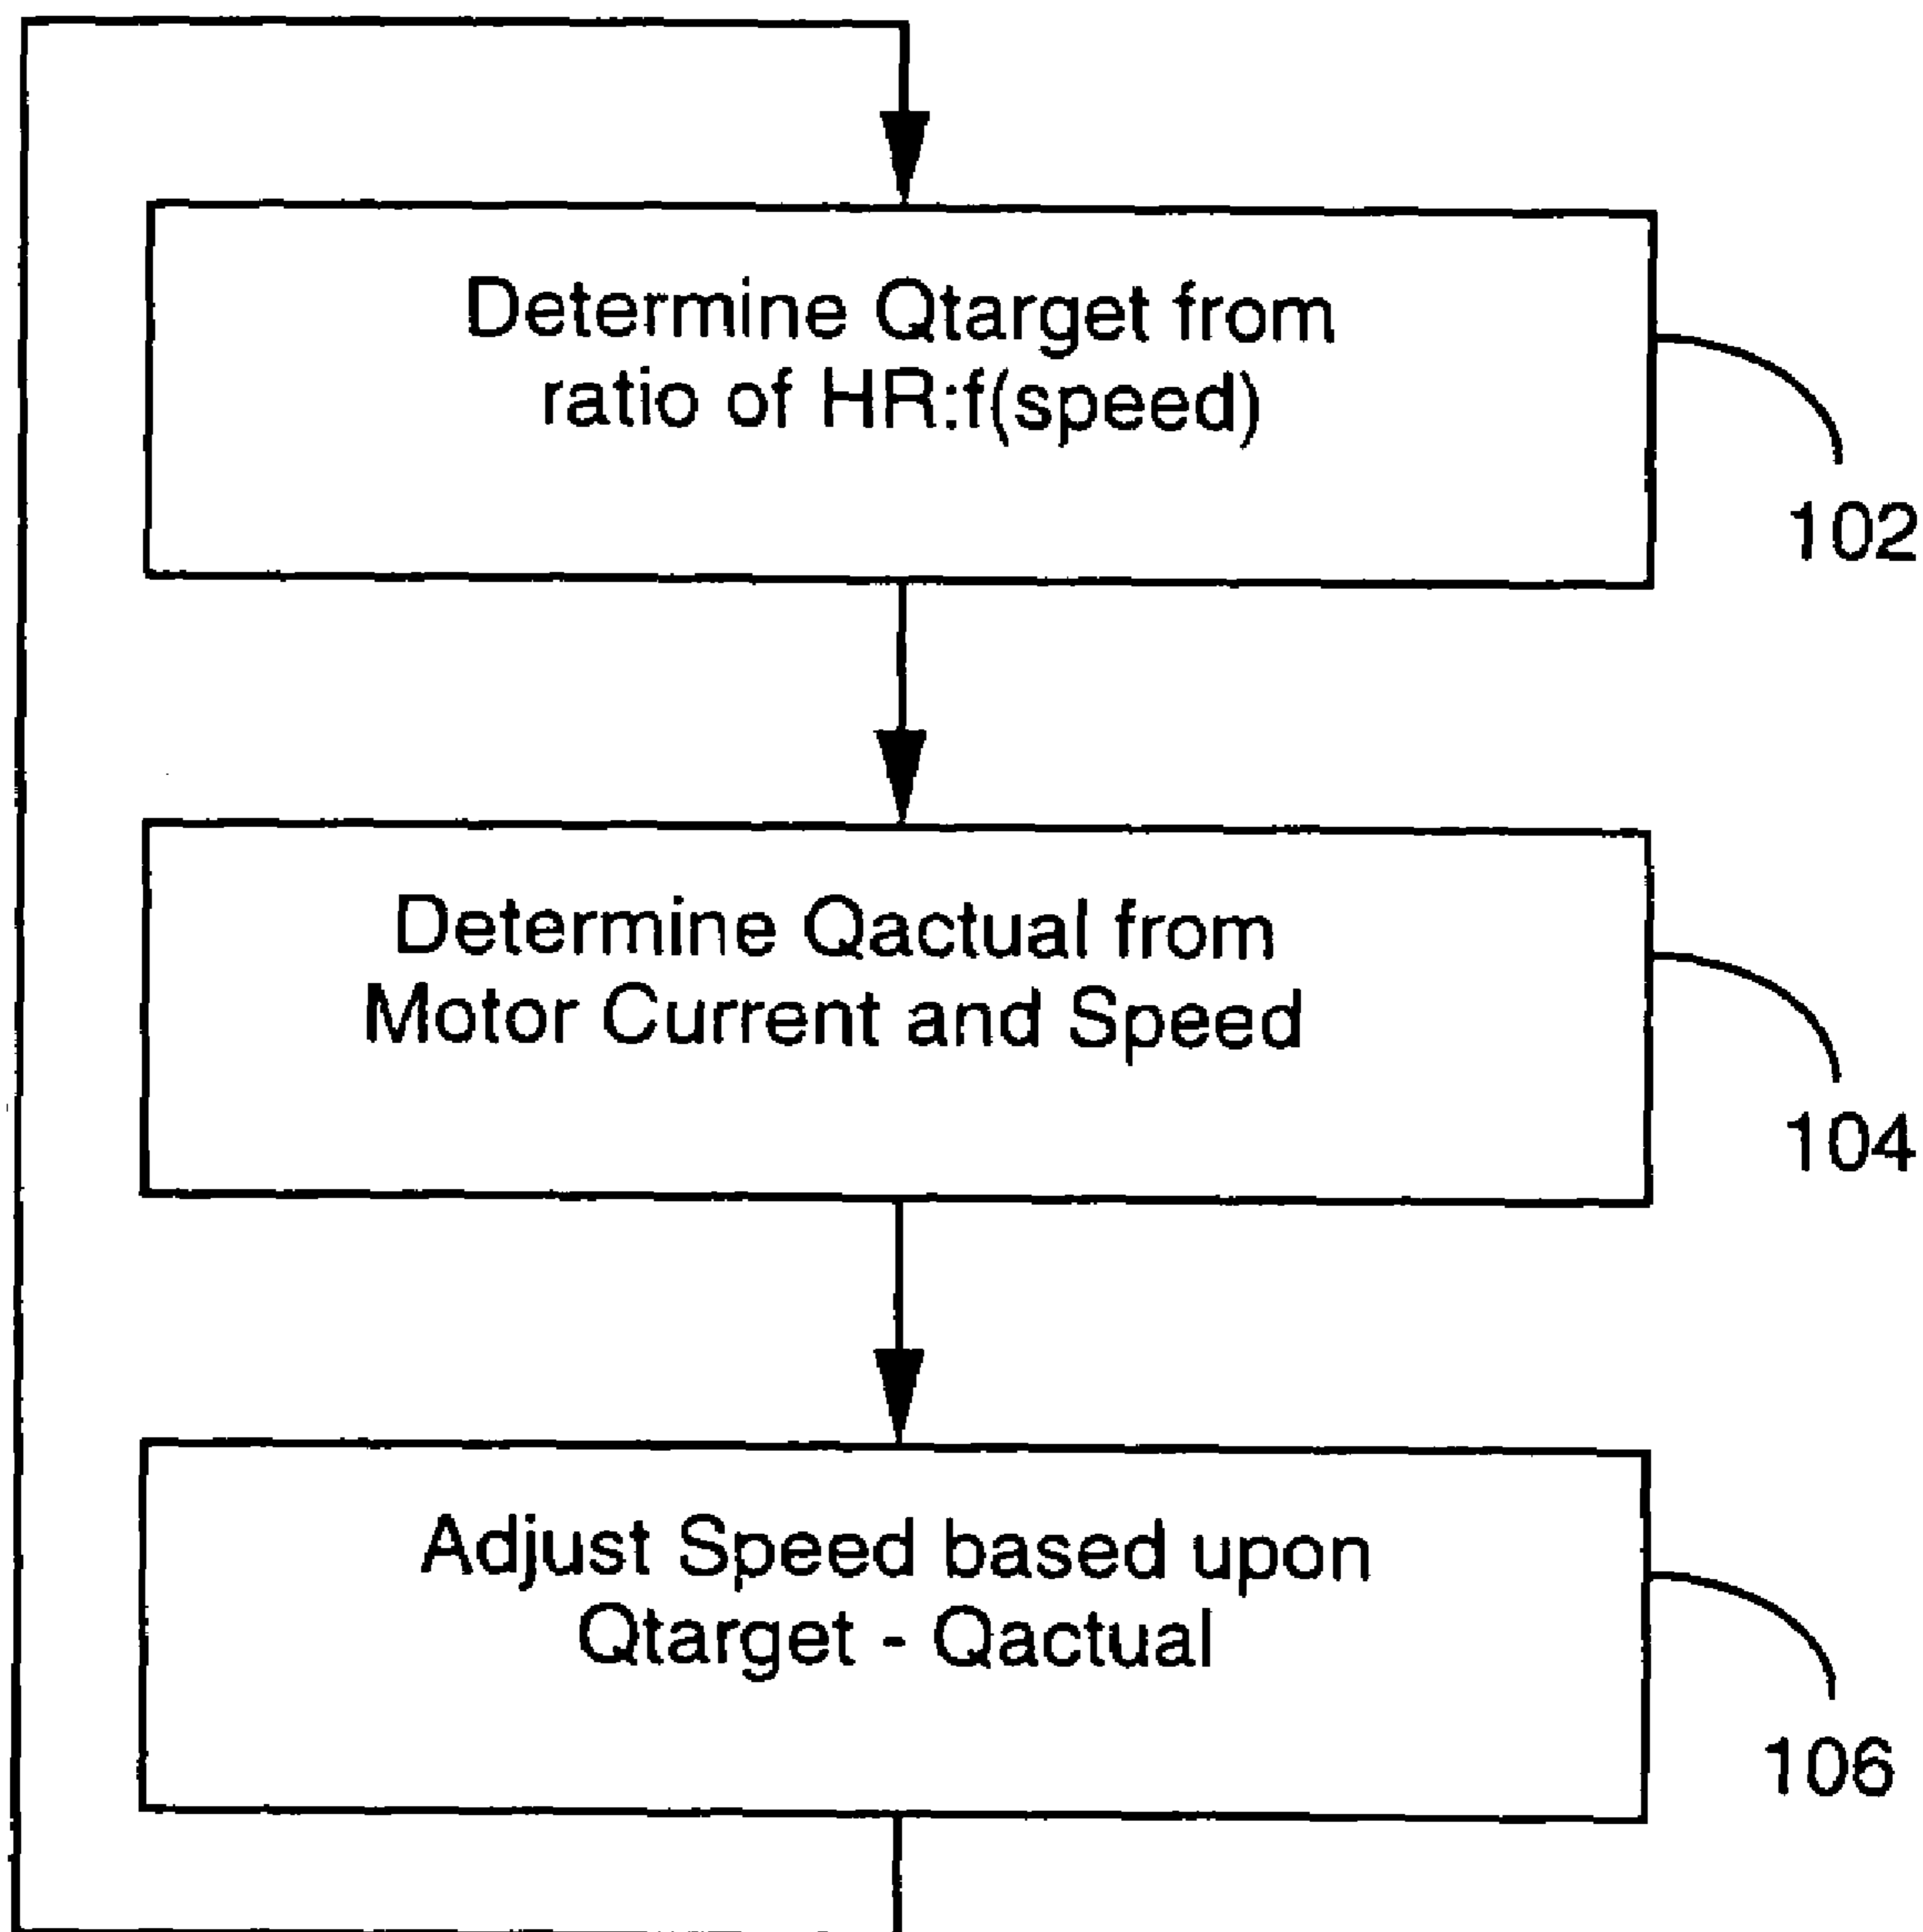 Determine Qtarget from
ratio of HR:f(speed)
102
Determine Qactual from
Motor Current and Speed
104
Adjust Speed based upon
Qtarget - Qactual
106